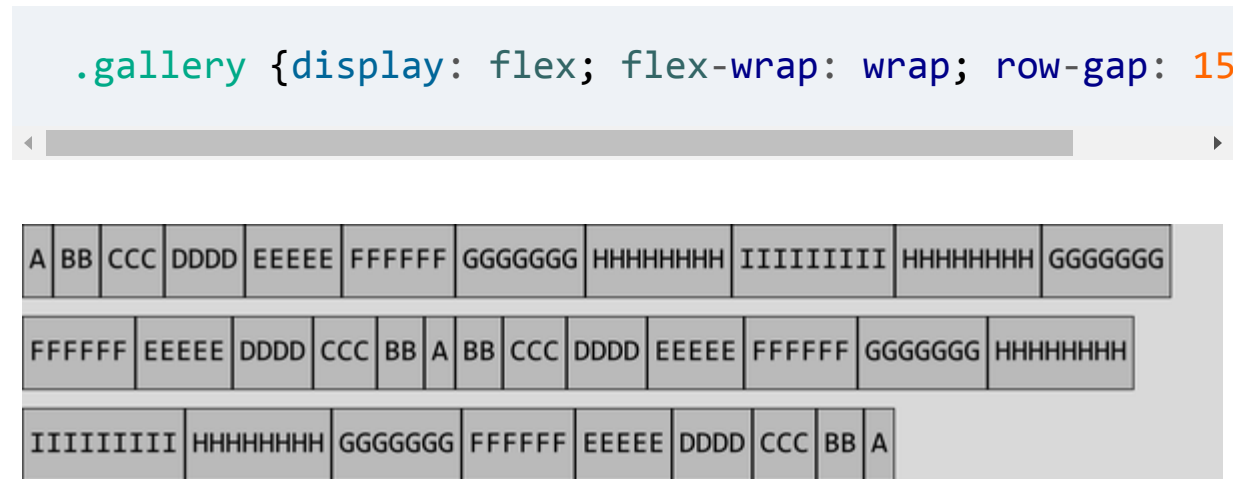 .gallery {display: flex; flex-wrap: wrap; row-gap: 15
A BB CCC DDDD EEEEE FFFFFF GGGGGGG HHHHHHHH IIIIIIIII HHHHHHHH GGGGGGG
FFFFFF EEEEE DDDD CCC BB A BB CCC DDDD EEEEE FFFFFF GGGGGGG HHHHHHHH
IIIIIIIII HHHHHHHH GGGGGGG FFFFFF EEEEE DDDD CCC BB A